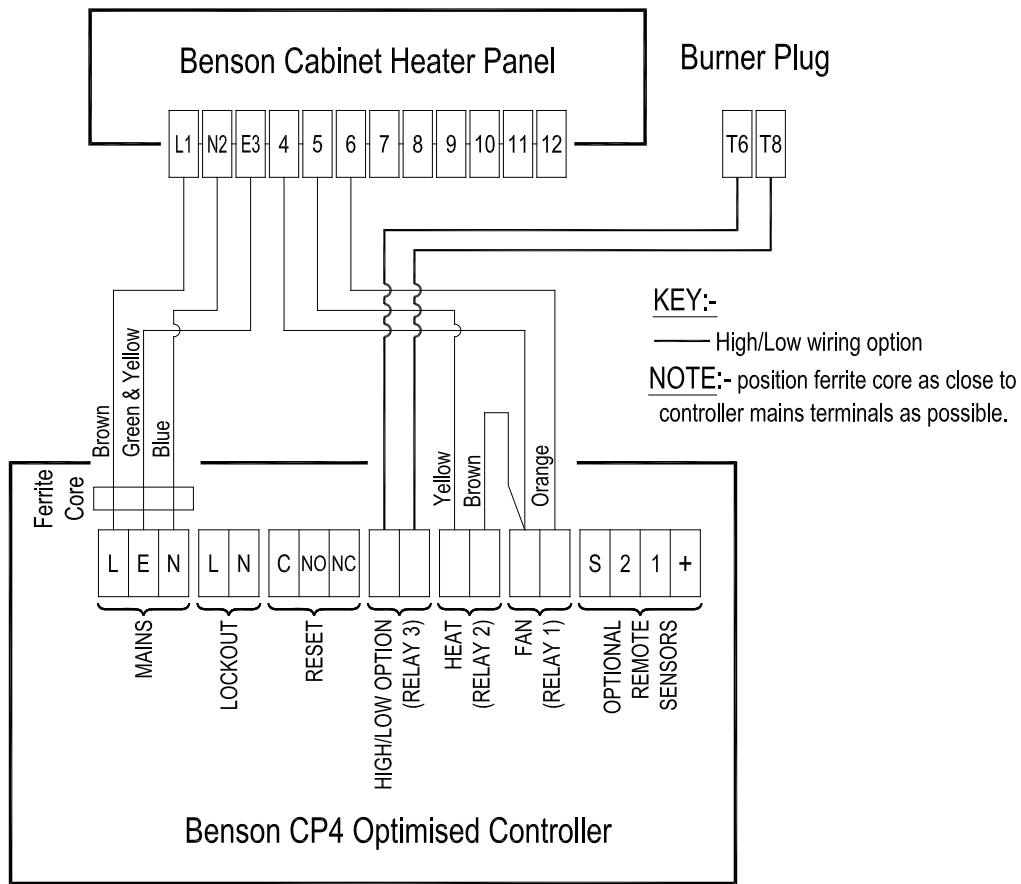 Benson Cabinet Heater Panel
Burner Plug
L1 N2 E3 4 5 6 7 8 9 10 11 12
T6 T8
KEY:-
High/Low wiring option
NOTE:- position ferrite core as close to
controller mains terminals as possible.
Brown
Green & Yellow
Blue
Yellow
Brown
Orange
Ferrite
Core
L E N
L N
C NO NC
S 2 1 +
MAINS
LOCKOUT
RESET
HIGH/LOW OPTION
(RELAY 3)
HEAT
(RELAY 2)
FAN
(RELAY 1)
OPTIONAL
REMOTE
SENSORS
Benson CP4 Optimised Controller